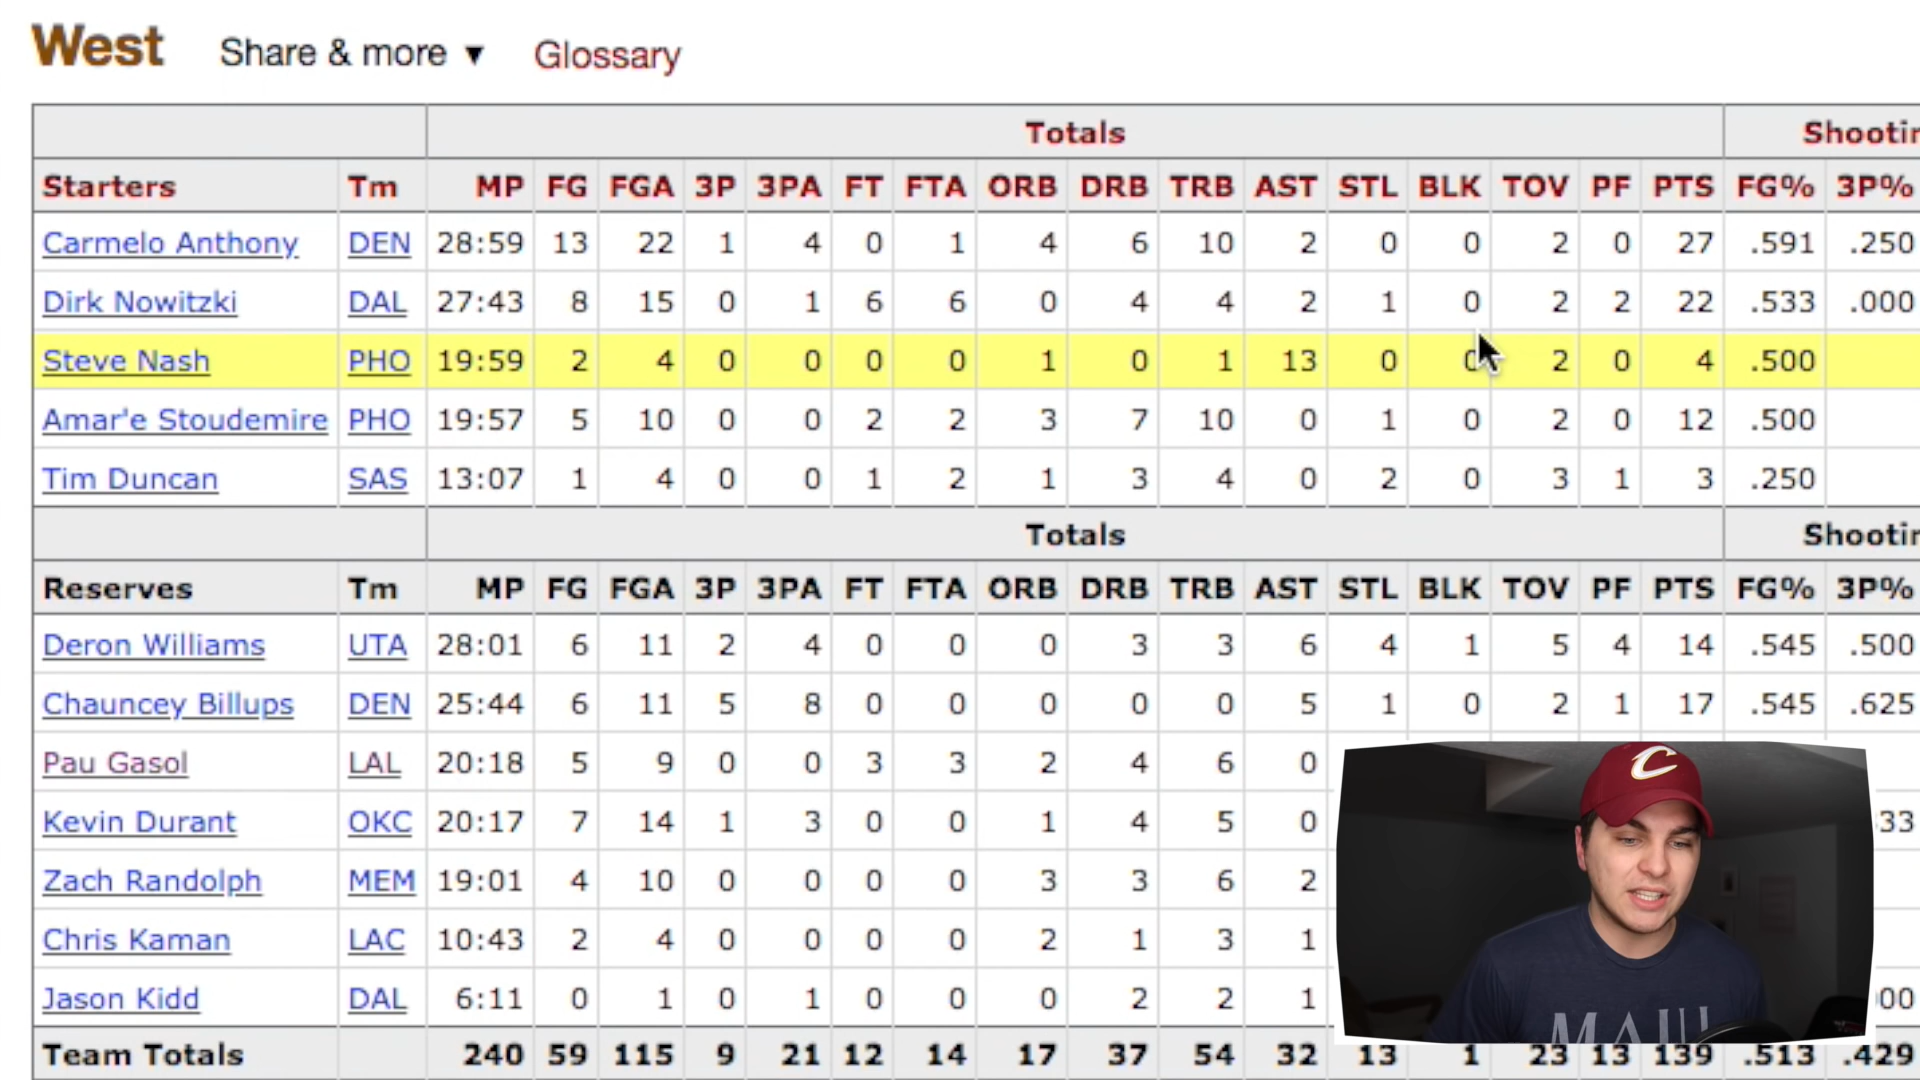 West Share & more ▼ Glossary
Totals Shootin
Starters Tm MP FG FGA 3P 3PA FT FTA ORB DRB TRB AST STL BLK TOV PF PTS FG% 3P%
Carmelo Anthony DEN 28:59 13 22 1 4 0 1 4 6 10 2 0 0 2 0 27 .591 .250
Dirk Nowitzki DAL 27:43 8 15 0 1 6 6 0 4 4 2 1 0 2 2 22 .533 .000
Steve Nash PHO 19:59 2 4 0 0 0 0 1 0 1 13 0 0 2 0 4 .500
Amar'e Stoudemire PHO 19:57 5 10 0 0 2 2 3 7 10 0 1 0 2 0 12 .500
Tim Duncan SAS 13:07 1 4 0 0 1 2 1 3 4 0 2 0 3 1 3 .250
Totals Shootin
Reserves Tm MP FG FGA 3P 3PA FT FTA ORB DRB TRB AST STL BLK TOV PF PTS FG% 3P%
Deron Williams UTA 28:01 6 11 2 4 0 0 0 3 3 6 4 1 5 4 14 .545 .500
Chauncey Billups DEN 25:44 6 11 5 8 0 0 0 0 0 5 1 0 2 1 17 .545 .625
Pau Gasol LAL 20:18 5 9 0 0 3 3 2 4 6 0
Kevin Durant OKC 20:17 7 14 1 3 0 0 1 4 5 0 33
Zach Randolph MEM 19:01 4 10 0 0 0 0 3 3 6 2
Chris Kaman LAC 10:43 2 4 0 0 0 0 2 1 3 1
Jason Kidd DAL 6:11 0 1 0 1 0 0 0 2 2 1 00
Team Totals 240 59 115 9 21 12 14 17 37 54 32 13 1 23 13 139 .513 .429
C
MAUI